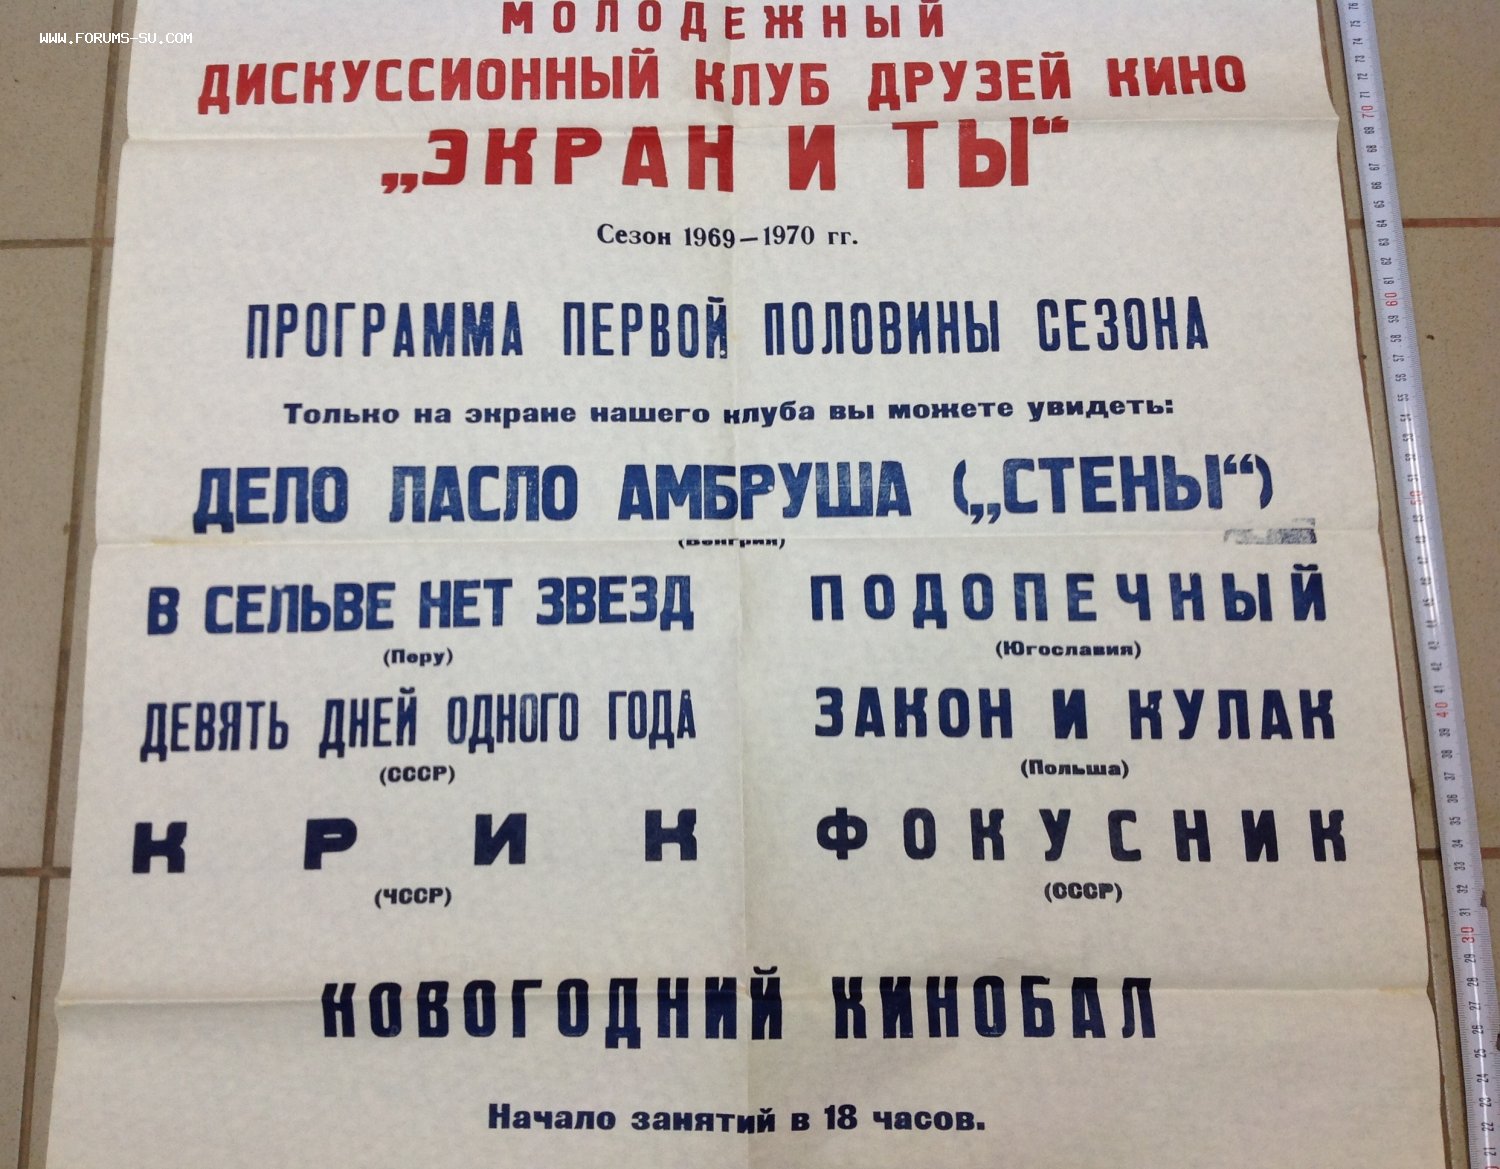 WWW.FORUMS-SU.COM
МОЛОДЕЖНЫЙ
ДИСКУССИОННЫЙ КЛУБ ДРУЗЕЙ КИНО
„ЭКРАН И ТЫ“
Сезон 1969—1970 гг.
ПРОГРАММА ПЕРВОЙ ПОЛОВИНЫ СЕЗОНА
Только на экране нашего клуба вы можете увидеть:
ДЕЛО ЛАСЛО АМБРУША („СТЕНЫ“)
(Венгрия)
В СЕЛЬВЕ НЕТ ЗВЕЗД
(Перу)
ПОДОПЕЧНЫЙ
(Югославия)
ДЕВЯТЬ ДНЕЙ ОДНОГО ГОДА
(СССР)
ЗАКОН И КУЛАК
(Польша)
КРИК
(ЧССР)
ФОКУСНИК
(СССР)
НОВОГОДНИЙ КИНОБАЛ
Начало занятий в 18 часов.